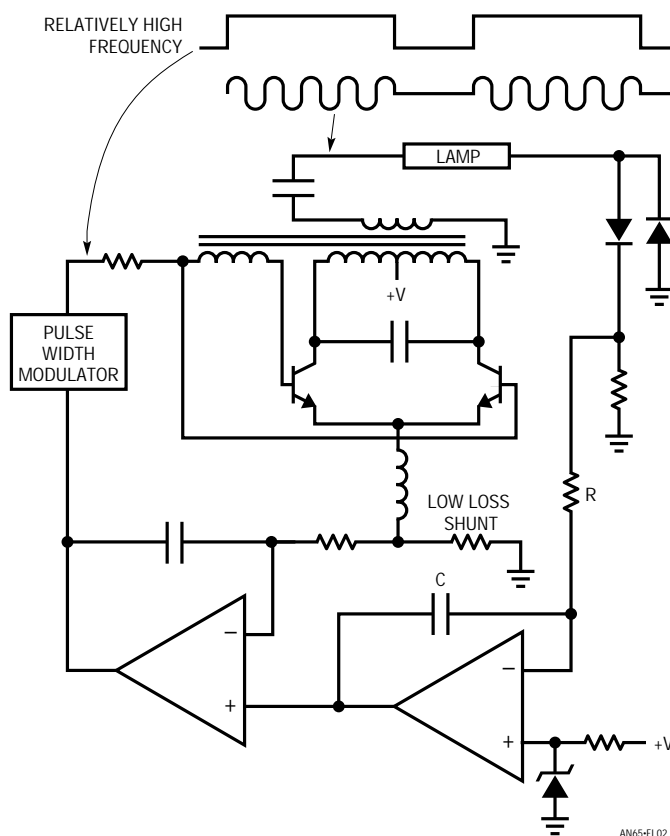 RELATIVELY HIGH
FREQUENCY
LAMP
+V
PULSE
WIDTH
MODULATOR
R
LOW LOSS
SHUNT
C
–
+
–
+
+V
AN65•FL02